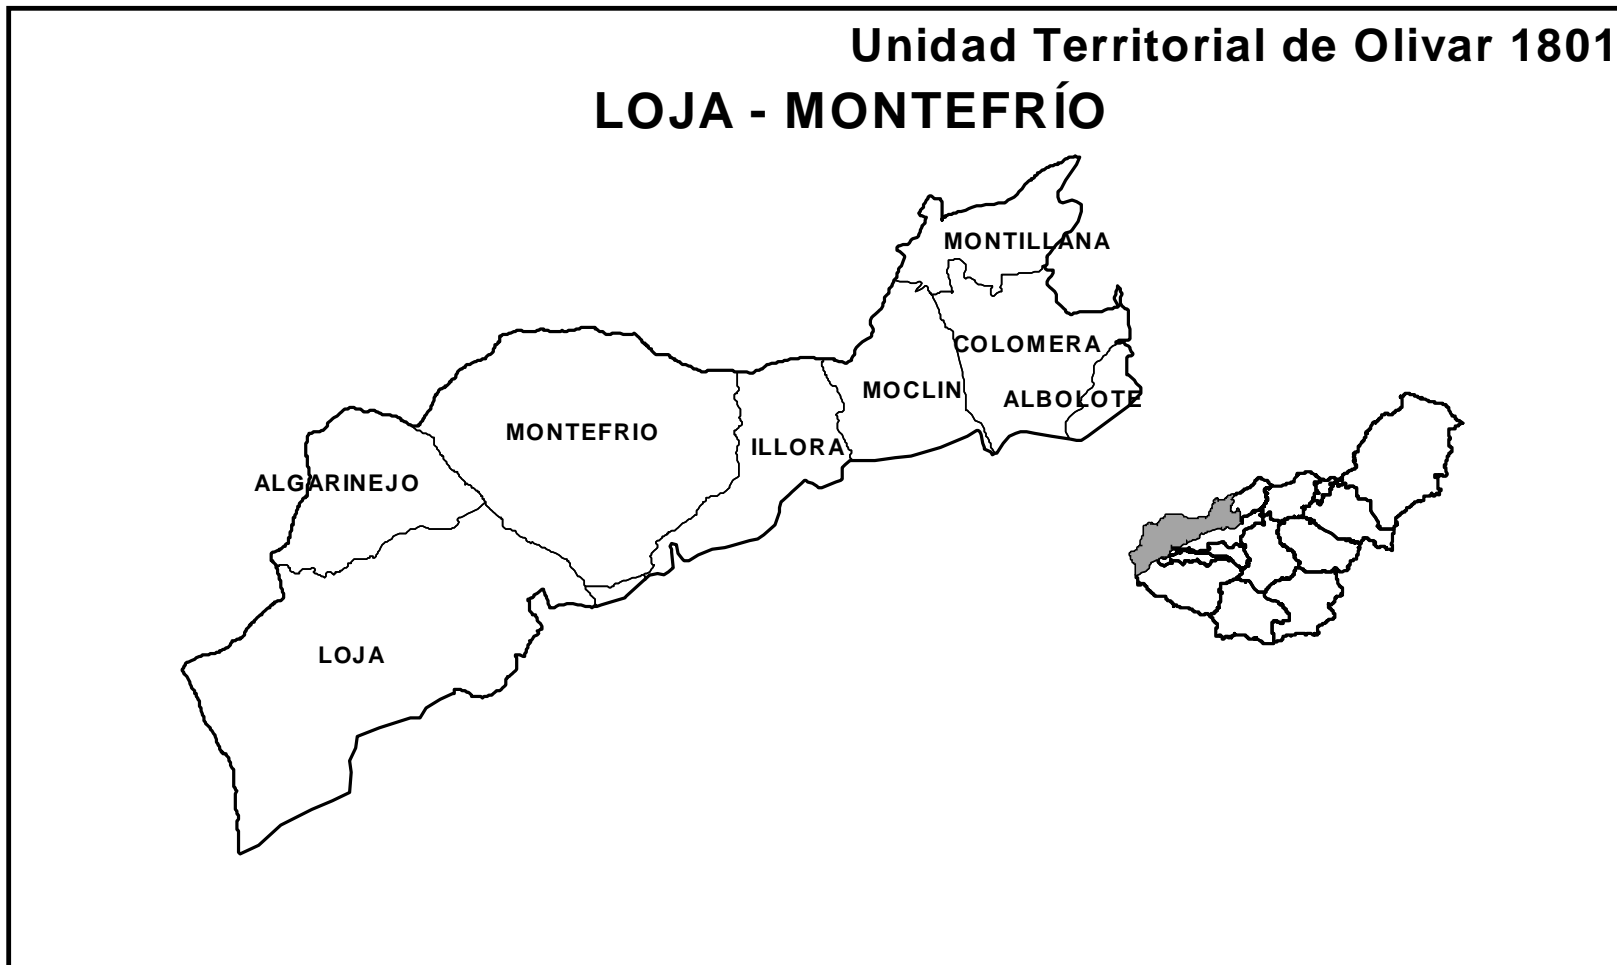 Unidad Territorial de Olivar 1801
LOJA - MONTEFRÍO
MONTILLANA
COLOMERA
MOCLIN
ALBOLOTE
MONTEFRIO
ILLORA
ALGARINEJO
LOJA